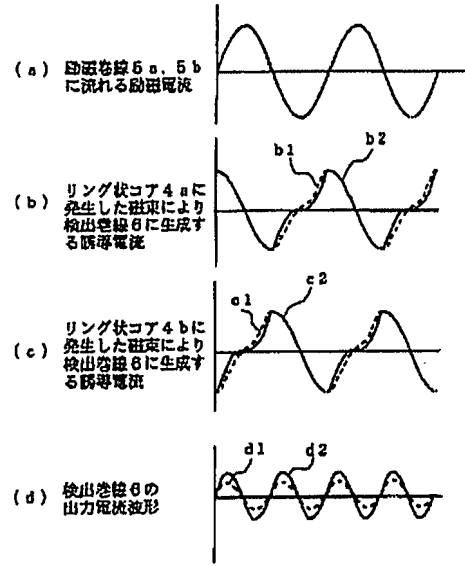 (a) 励磁巻線5a, 5b
に流れる励磁電流
b1 b2
(b) リング状コア4aに
発生した磁束により
検出巻線6に生成す
る誘導電流
c1 c2
(c) リング状コア4bに
発生した磁束により
検出巻線6に生成す
る誘導電流
d1 d2
(d) 検出巻線6の
出力電流波形